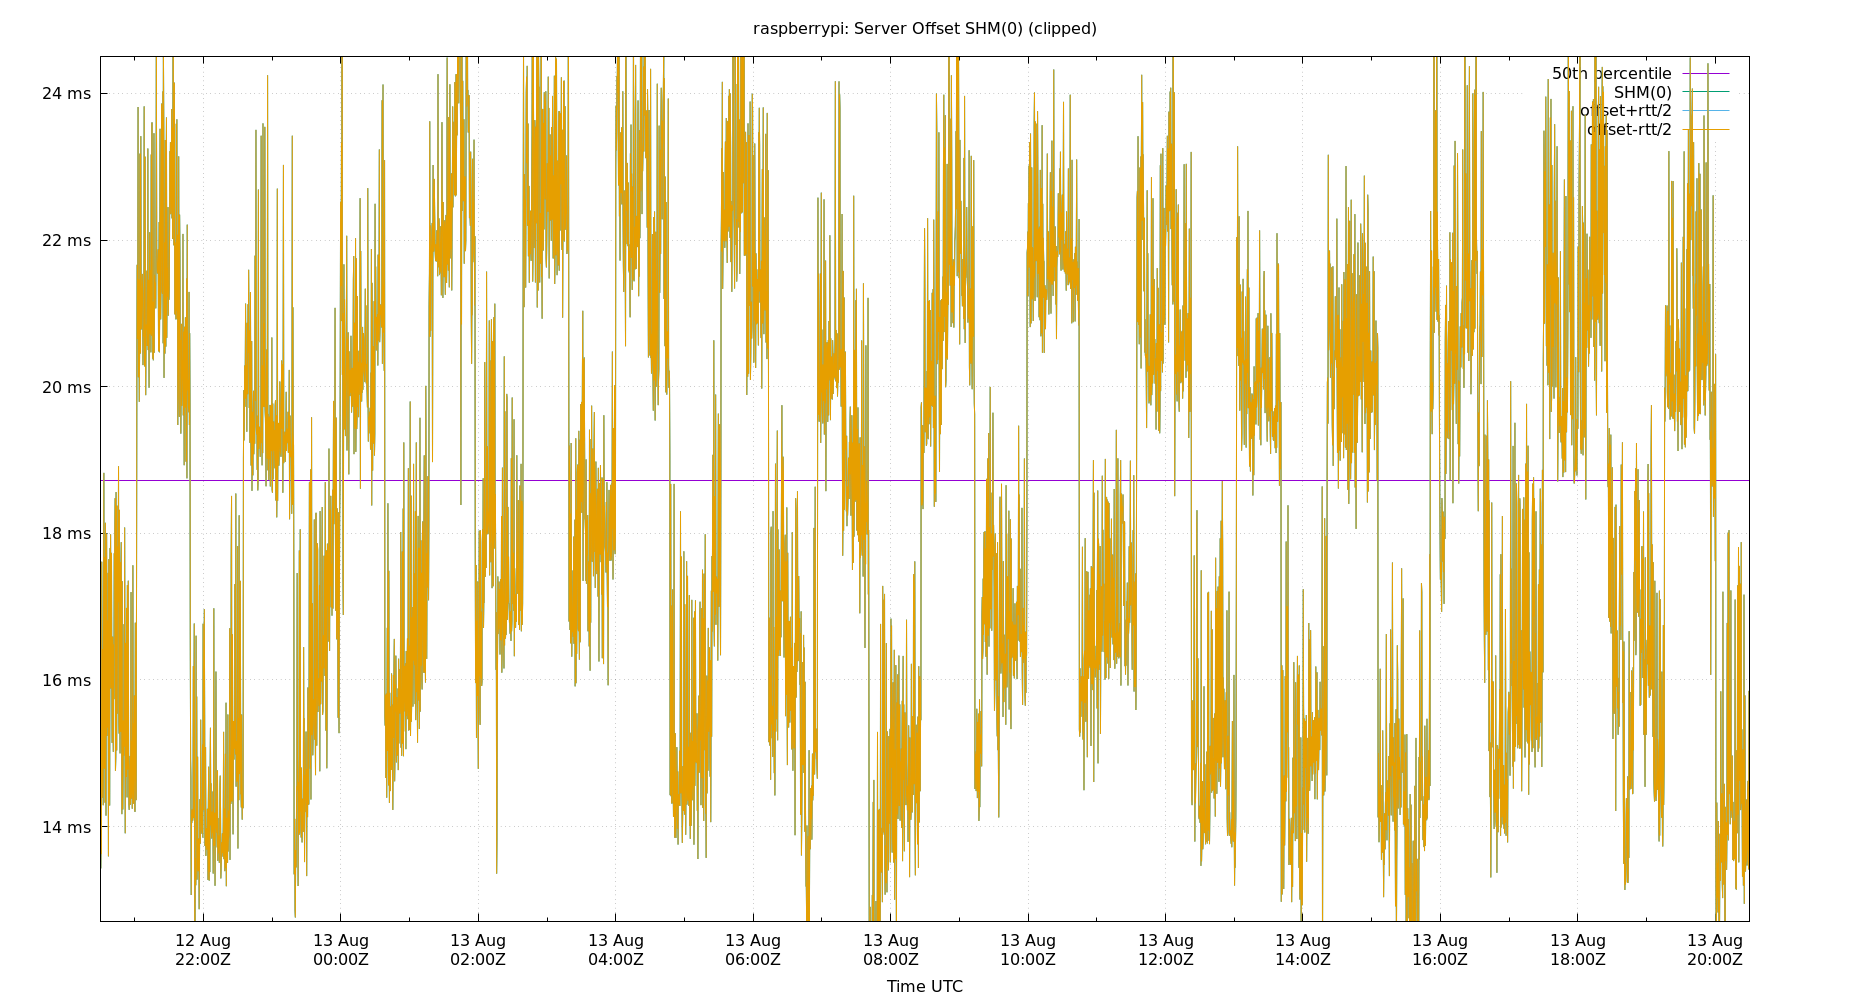 raspberrypi: Server Offset SHM(0) (clipped)
50th percentile
SHM(0)
offset+rtt/2
offset-rtt/2
24 ms
22 ms
20 ms
18 ms
16 ms
14 ms
12 Aug 13 Aug 13 Aug 13 Aug 13 Aug 13 Aug 13 Aug 13 Aug 13 Aug 13 Aug 13 Aug 13 Aug
22:00Z 00:00Z 02:00Z 04:00Z 06:00Z 08:00Z 10:00Z 12:00Z 14:00Z 16:00Z 18:00Z 20:00Z
Time UTC